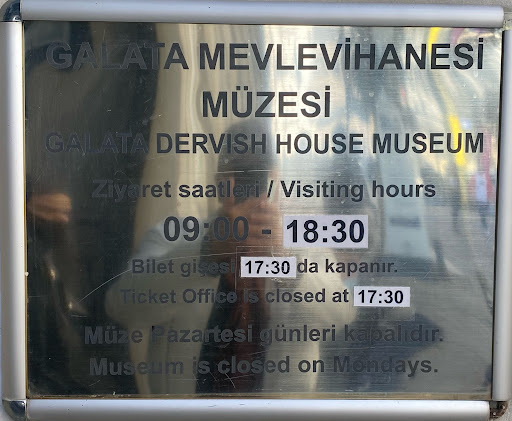 GALATA MEVLEVİHANESİ
MÜZESİ
GALATA DERVISH HOUSE MUSEUM
Ziyaret saatleri / Visiting hours
09:00 - 18:30
Bilet gişesi 17:30 da kapanır.
Ticket Office is closed at 17:30
Müze Pazartesi günleri kapalıdır.
Museum is closed on Mondays.